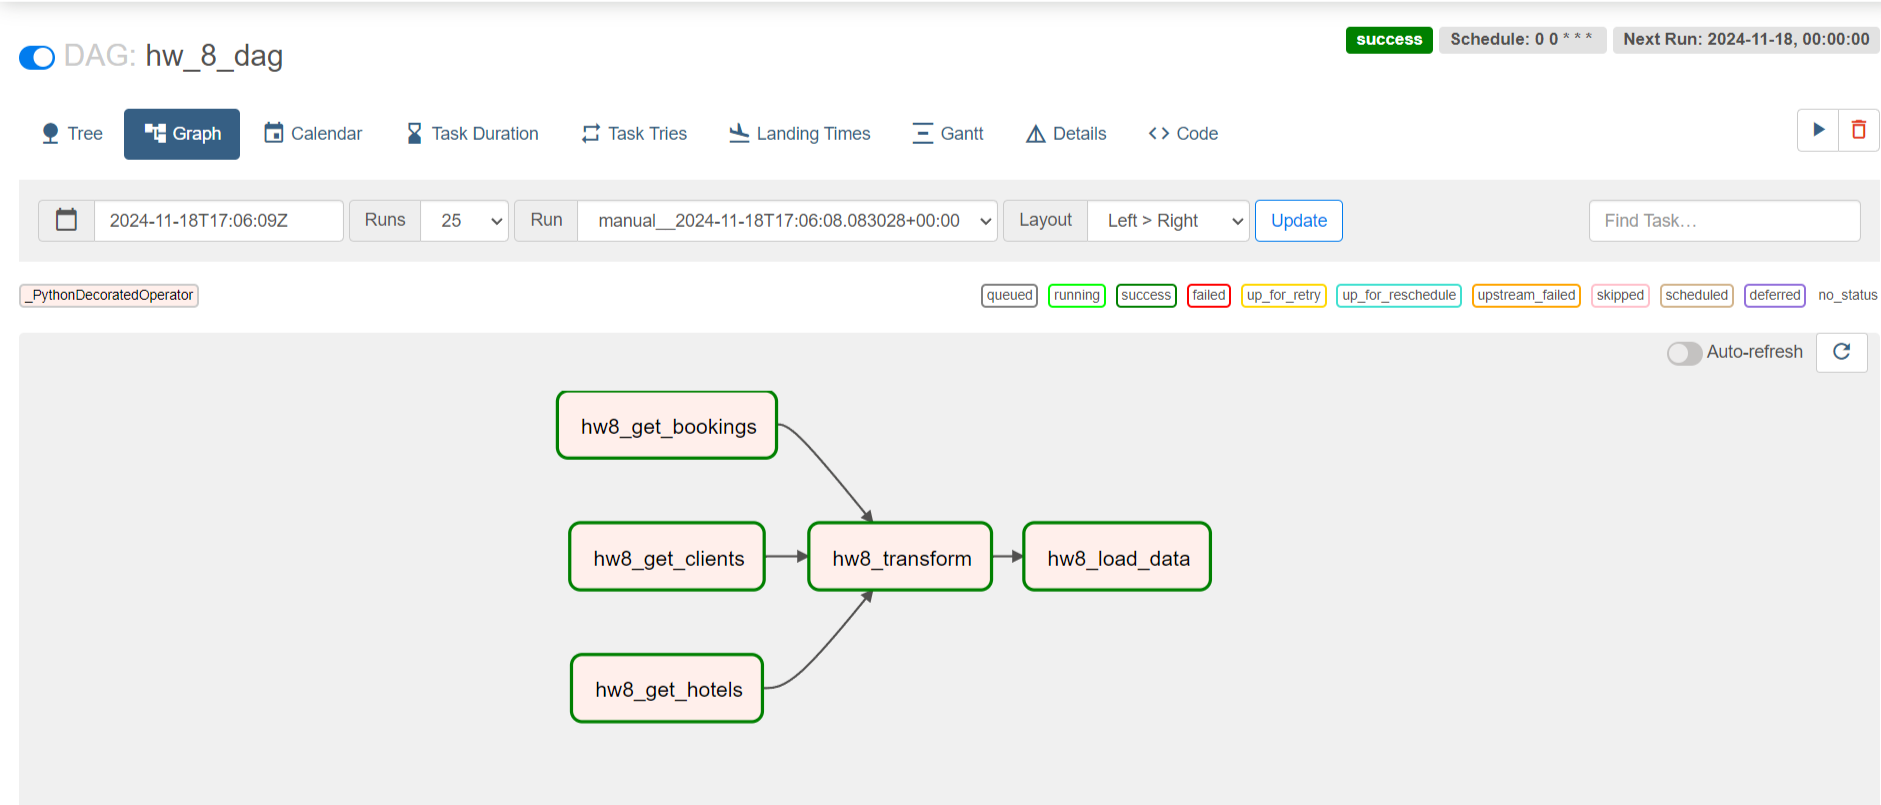 DAG: hw_8_dag
success
Schedule: 0 0 * * *
Next Run: 2024-11-18, 00:00:00
Tree
Graph
Calendar
Task Duration
Task Tries
Landing Times
Gantt
Details
Code
2024-11-18T17:06:09Z
Runs
25
Run
manual__2024-11-18T17:06:08.083028+00:00
Layout
Left > Right
Update
Find Task…
_PythonDecoratedOperator
queued
running
success
failed
up_for_retry
up_for_reschedule
upstream_failed
skipped
scheduled
deferred
no_status
Auto-refresh
hw8_get_bookings
hw8_get_clients
hw8_transform
hw8_load_data
hw8_get_hotels